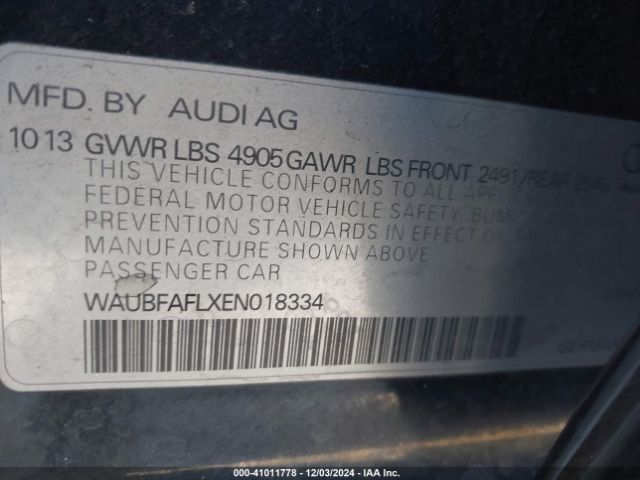 MFD. BY AUDI AG
10 13 GVWR LBS 4905 GAWR LBS FRONT 2491/REAR 2546
THIS VEHICLE CONFORMS TO ALL
FEDERAL MOTOR VEHICLE SAFETY,
PREVENTION STANDARDS IN EFFECT ON
MANUFACTURE SHOWN ABOVE
PASSENGER CAR
WAUBFAFLXEN018334
GERMANY
000-41011778 - 12/03/2024 - IAA Inc.